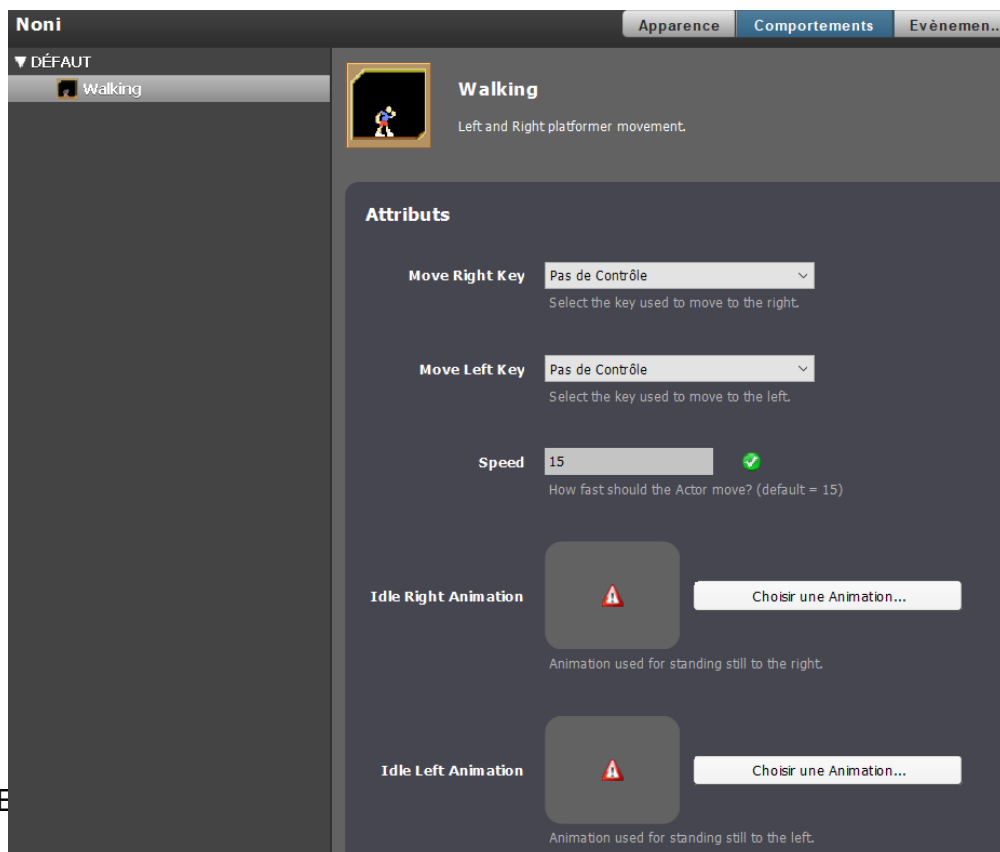 Noni
Apparence
Comportements
Evènemen...
▼ DÉFAUT
Walking
Walking
Left and Right platformer movement.
Attributs
Move Right Key
Pas de Contrôle
Select the key used to move to the right.
Move Left Key
Pas de Contrôle
Select the key used to move to the left.
Speed
15
How fast should the Actor move? (default = 15)
Idle Right Animation
Choisir une Animation...
Animation used for standing still to the right.
Idle Left Animation
Choisir une Animation...
Animation used for standing still to the left.